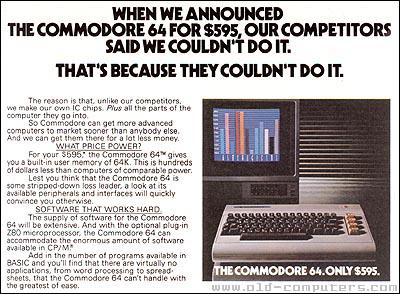 WHEN WE ANNOUNCED
THE COMMODORE 64 FOR $595, OUR COMPETITORS
SAID WE COULDN'T DO IT.
THAT'S BECAUSE THEY COULDN'T DO IT.
The reason is that, unlike our competitors,
we make our own IC chips. Plus all the parts of the
computer they go into.
So Commodore can get more advanced
computers to market sooner than anybody else.
And we can get them there for a lot less money.
WHAT PRICE POWER?
For your $595,* the Commodore 64™ gives
you a built-in user memory of 64K. This is hundreds
of dollars less than computers of comparable power.
Lest you think that the Commodore 64 is
some stripped-down loss leader, a look at its
available peripherals and interfaces will quickly
convince you otherwise.
SOFTWARE THAT WORKS HARD.
The supply of software for the Commodore
64 will be extensive. And with the optional plug-in
Z80 microprocessor, the Commodore 64 can
accommodate the enormous amount of software
available in CP/M.®
Add in the number of programs available in
BASIC and you'll find that there are virtually no
applications, from word processing to spread-
sheets, that the Commodore 64 can't handle with
the greatest of ease.
THE COMMODORE 64. ONLY $595.
www.old-computers.com